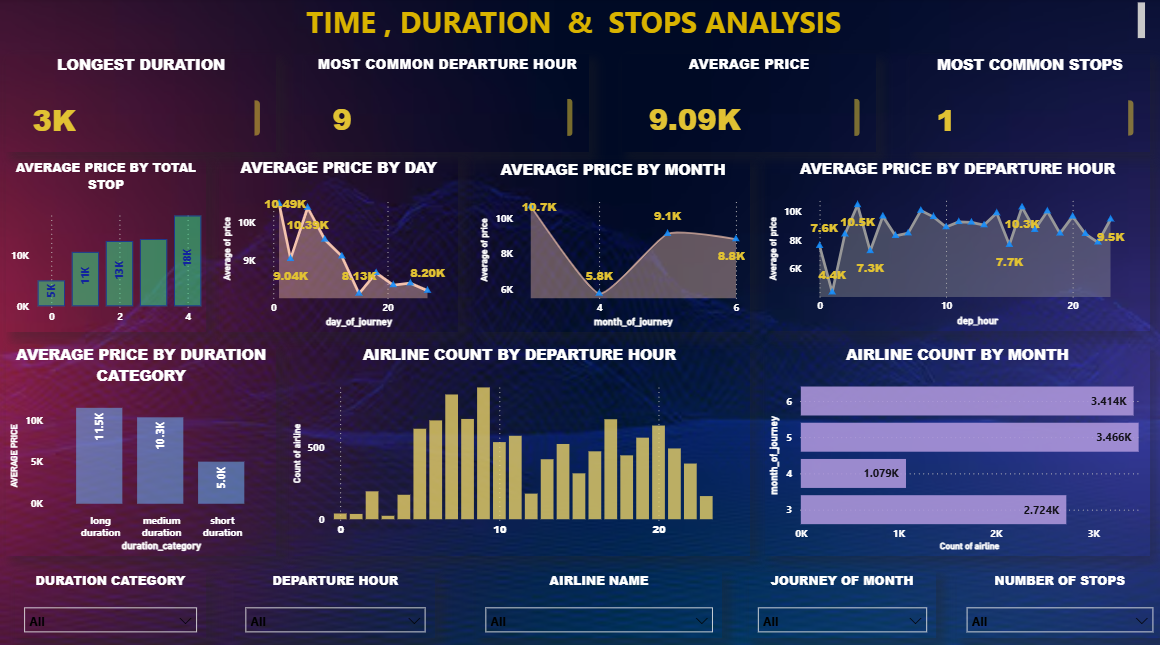 TIME , DURATION & STOPS ANALYSIS
LONGEST DURATION
3K
MOST COMMON DEPARTURE HOUR
9
AVERAGE PRICE
9.09K
MOST COMMON STOPS
1
AVERAGE PRICE BY TOTAL
STOP
10K
0K
5K
11K
13K
18K
0
2
4
AVERAGE PRICE BY DAY
Average of price
10K
9K
10.49K
10.39K
9.04K
8.13K
8.20K
0
20
day_of_journey
AVERAGE PRICE BY MONTH
Average of price
10K
8K
6K
10.7K
5.8K
9.1K
8.8K
0
4
6
month_of_journey
AVERAGE PRICE BY DEPARTURE HOUR
Average of price
10K
8K
6K
7.6K
4.4K
10.5K
7.3K
10.3K
7.7K
9.5K
0
10
20
dep_hour
AVERAGE PRICE BY DURATION
CATEGORY
AVERAGE PRICE
10K
5K
0K
11.5K
10.3K
5.0K
long
duration
medium
duration
short
duration
duration_category
AIRLINE COUNT BY DEPARTURE HOUR
Count of airline
500
0
0
10
20
AIRLINE COUNT BY MONTH
month_of_journey
6
3.414K
5
3.466K
4
1.079K
3
2.724K
0K
1K
2K
3K
Count of airline
DURATION CATEGORY
All
DEPARTURE HOUR
All
AIRLINE NAME
All
JOURNEY OF MONTH
All
NUMBER OF STOPS
All